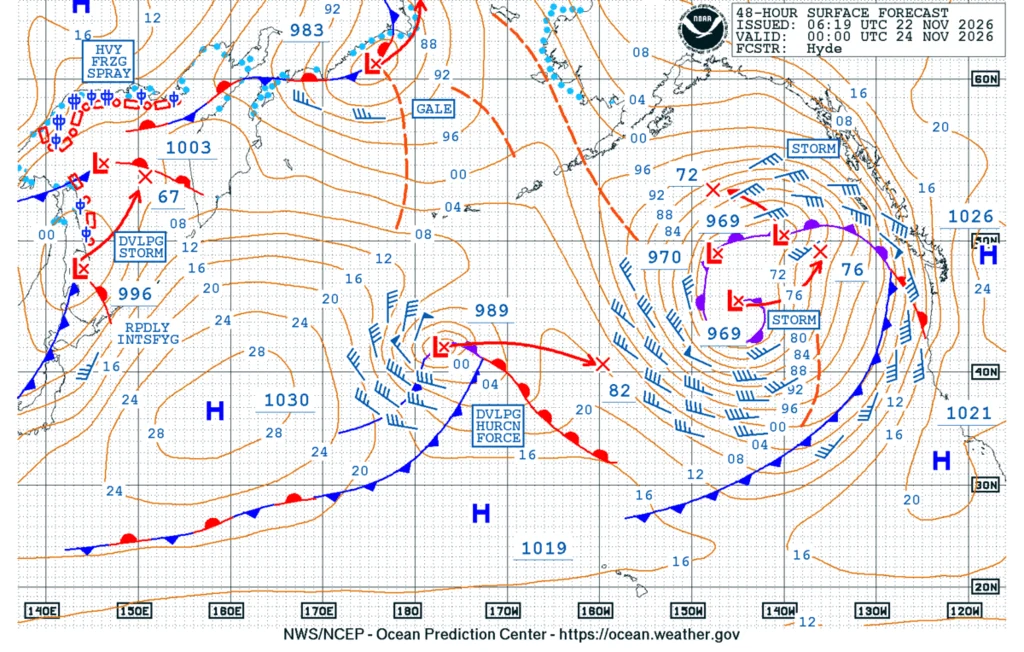 48-HOUR SURFACE FORECAST
ISSUED: 06:19 UTC 22 NOV 2026
VALID: 00:00 UTC 24 NOV 2026
FCSTR: Hyde
NOAA
H
12
92
983
88
16
08
HVY
FRZG
SPRAY
92
60N
04
16
GALE
08
20
96
00
1003
STORM
L
96
00
72
16
67
92
04
88
969
1026
08
84
00
08
L
50N
DVLPG
STORM
12
12
970
L
H
L
16
72
76
996
20
20
76
24
L
989
RPDLY
INTSFYG
24
24
969
STORM
80
28
L
84
16
00
88
40N
04
82
92
12
24
H
1030
20
96
1021
DVLPG
HURCN
FORCE
00
28
28
04
16
24
16
08
H
20
12
30N
24
16
20
H
1019
16
16
20N
140E
150E
160E
170E
180
170W
160W
150W
140W
130W
120W
12
NWS/NCEP - Ocean Prediction Center - https://ocean.weather.gov